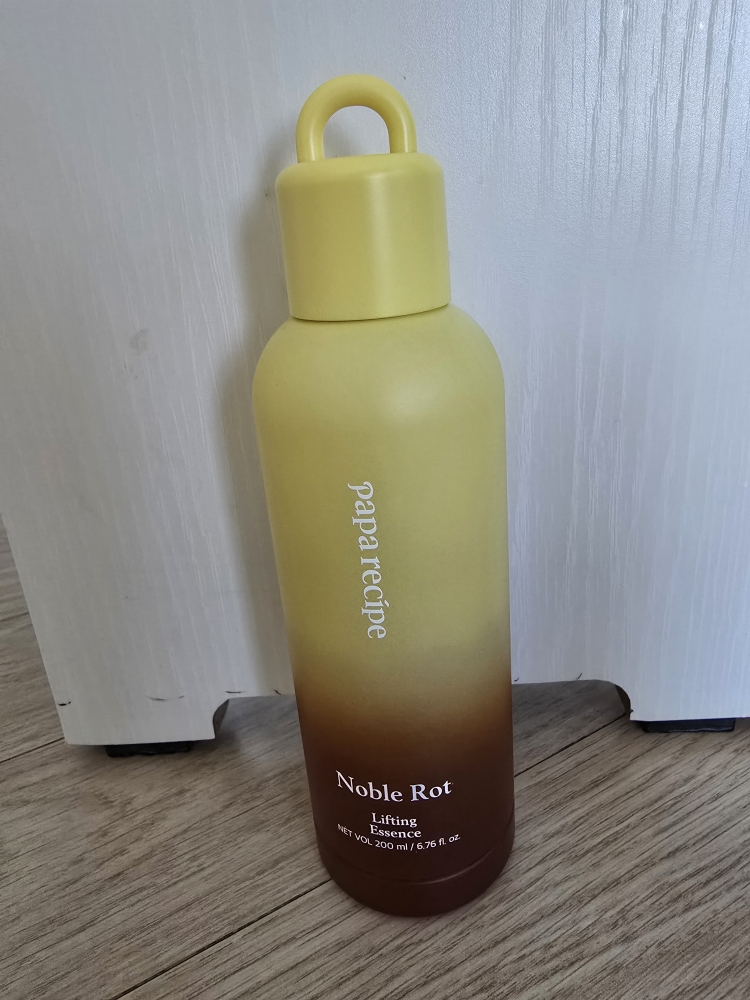 papa recipe
Noble Rot
Lifting
Essence
NET VOL 200 ml / 6.76 fl. oz.